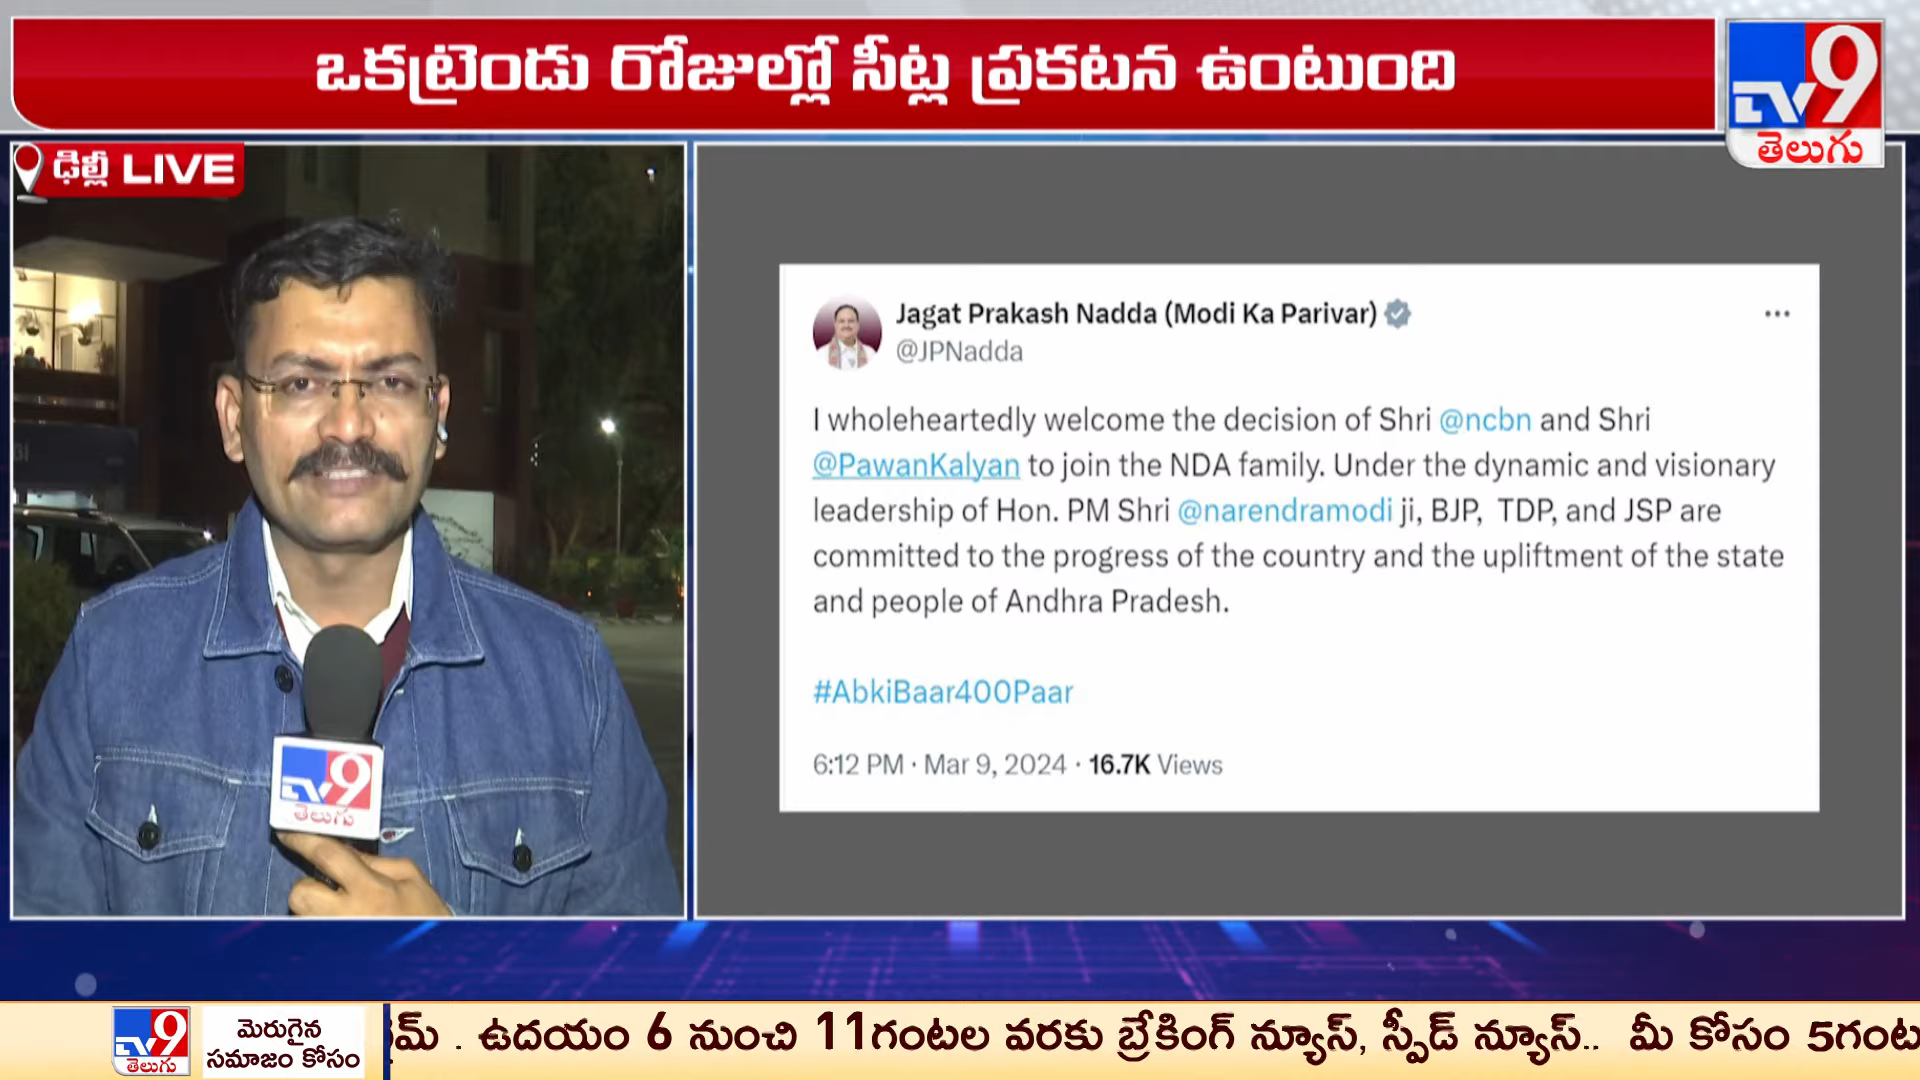 ఒకట్రెండు రోజుల్లో సీట్ల ప్రకటన ఉంటుంది
TV9
తెలుగు
ఢిల్లీ LIVE
Jagat Prakash Nadda (Modi Ka Parivar)
@JPNadda
I wholeheartedly welcome the decision of Shri @ncbn and Shri
@PawanKalyan to join the NDA family. Under the dynamic and visionary
leadership of Hon. PM Shri @narendramodi ji, BJP, TDP, and JSP are
committed to the progress of the country and the upliftment of the state
and people of Andhra Pradesh.
#AbkiBaar400Paar
6:12 PM · Mar 9, 2024 · 16.7K Views
TV9
తెలుగు
TV9
తెలుగు
మెరుగైన
సమాజం కోసం
. ఉదయం 6 నుంచి 11గంటల వరకు బ్రేకింగ్ న్యూస్, స్పీడ్ న్యూస్.. మీ కోసం 5గంట